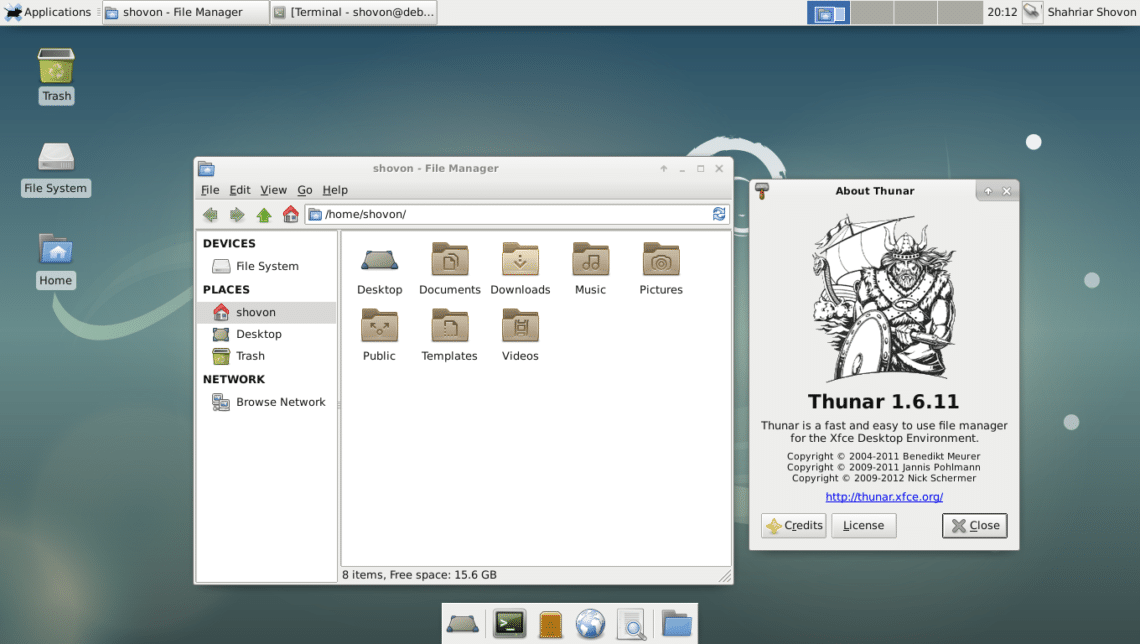 Applications
shovon - File Manager
[Terminal - shovon@deb...
20:12
Shahriar Shovon
Trash
File System
Home
shovon - File Manager
File Edit View Go Help
/home/shovon/
DEVICES
File System
PLACES
shovon
Desktop
Trash
NETWORK
Browse Network
Desktop
Documents
Downloads
Music
Pictures
Public
Templates
Videos
8 items, Free space: 15.6 GB
About Thunar
Thunar 1.6.11
Thunar is a fast and easy to use file manager
for the Xfce Desktop Environment.
Copyright © 2004-2011 Benedikt Meurer
Copyright © 2009-2011 Jannis Pohlmann
Copyright © 2009-2012 Nick Schermer
http://thunar.xfce.org/
Credits
License
Close